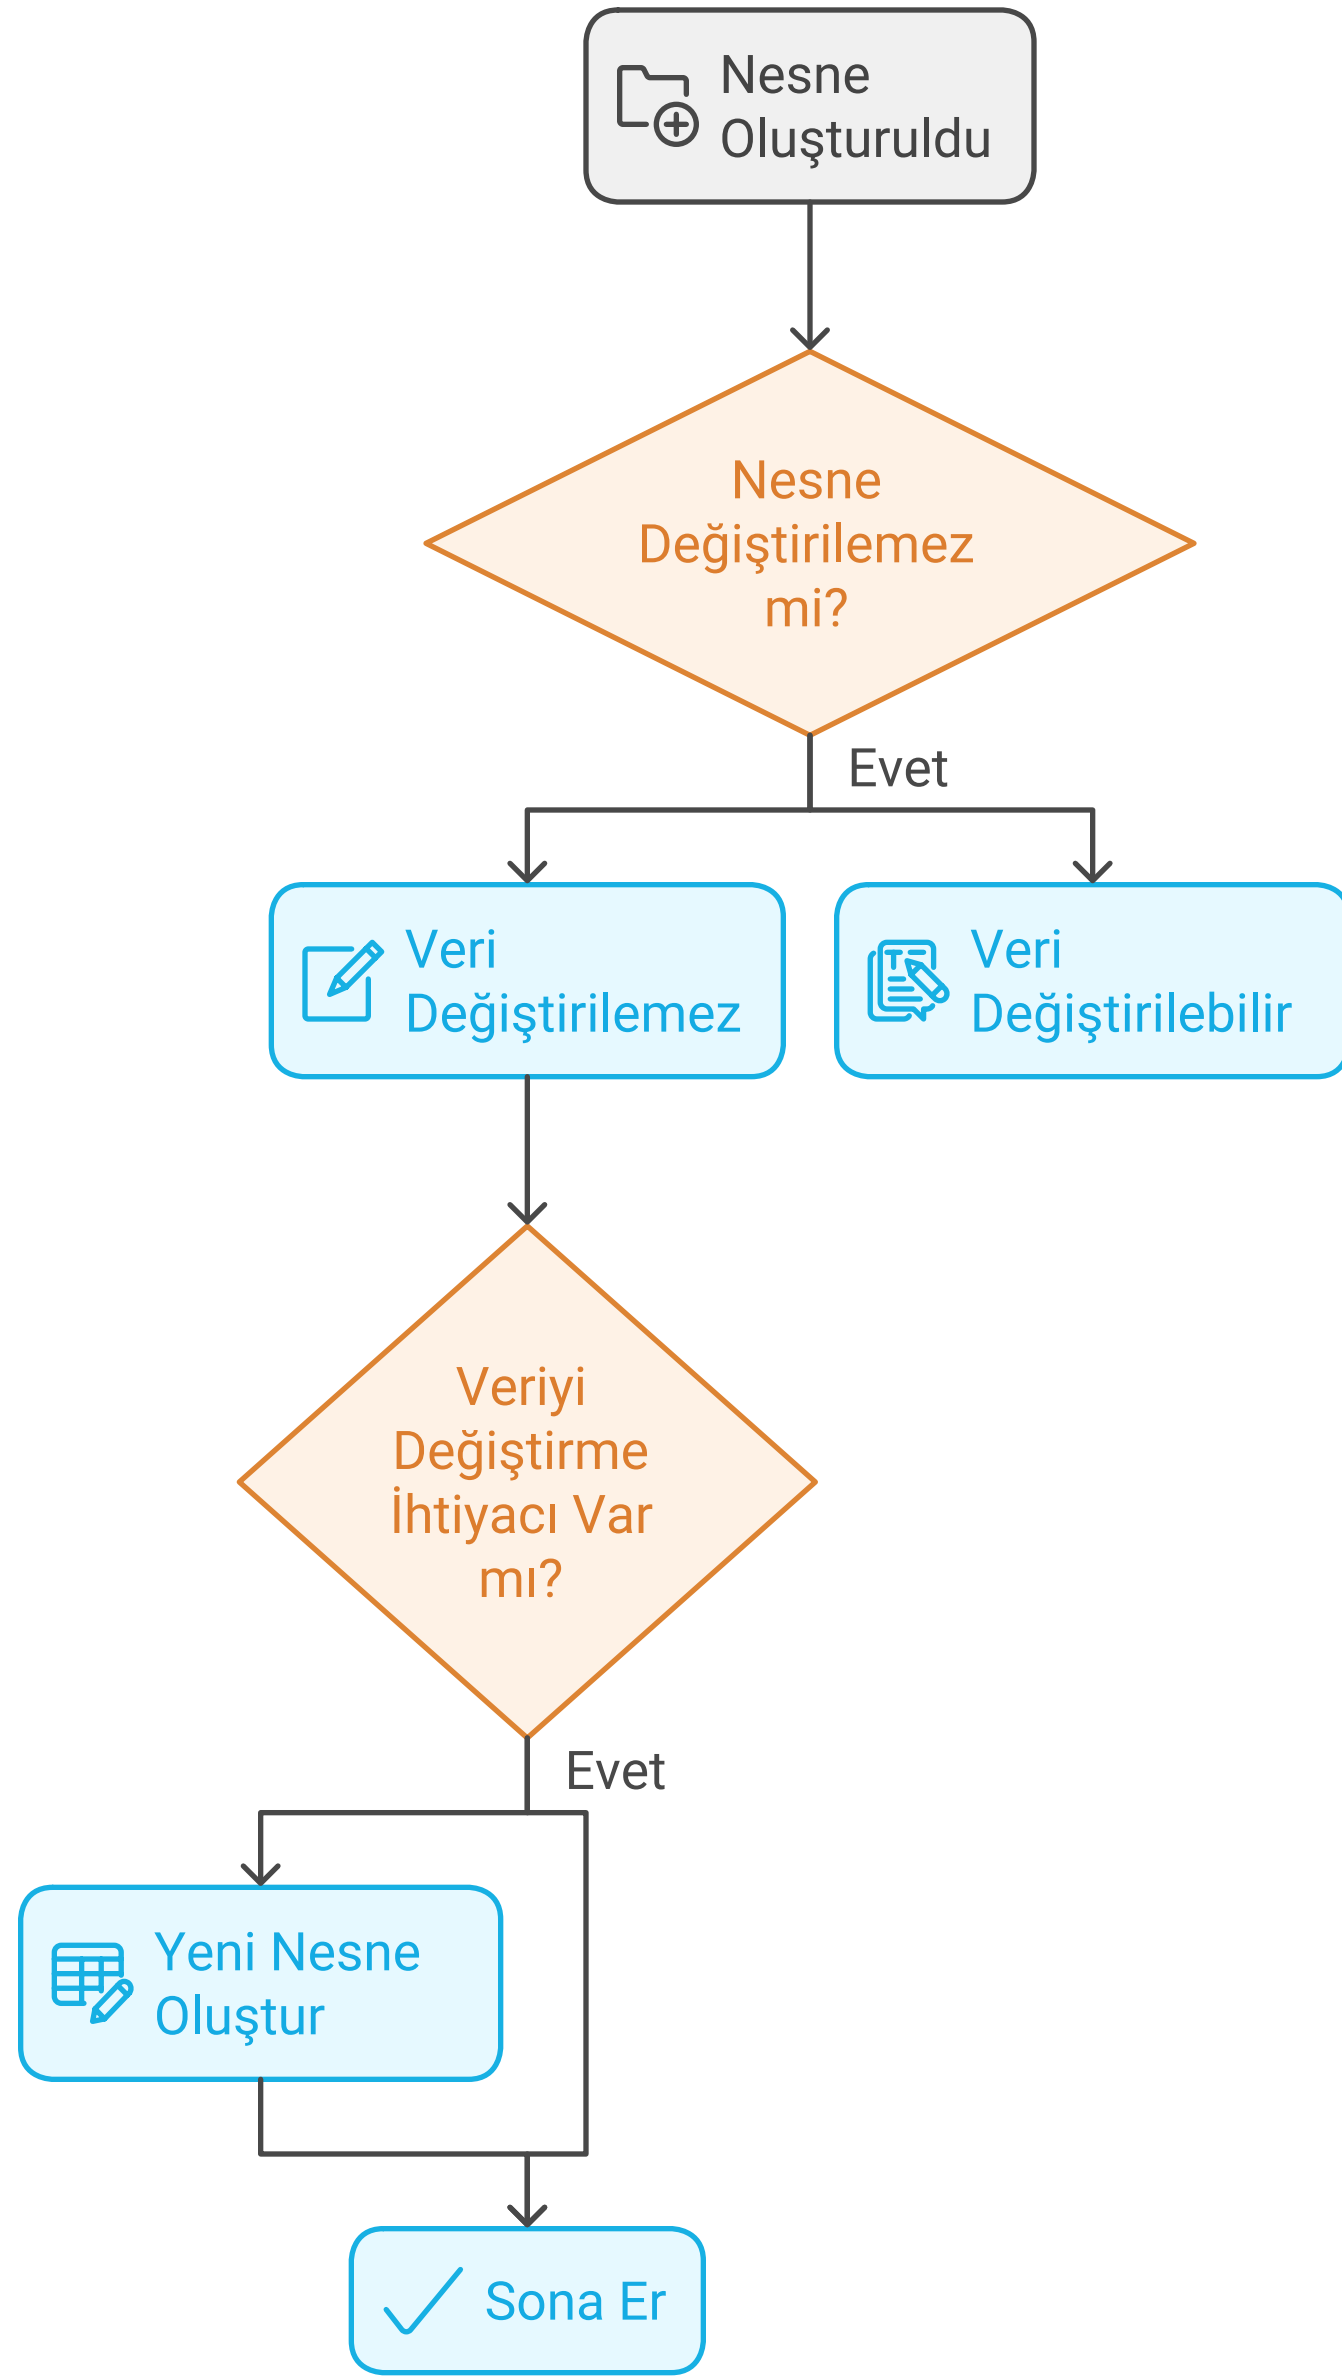 Nesne
Oluşturuldu
Nesne
Değiştirilemez
mi?
Evet
Veri
Değiştirilemez
Veri
Değiştirilebilir
Veriyi
Değiştirme
İhtiyacı Var
mı?
Evet
Yeni Nesne
Oluştur
Sona Er